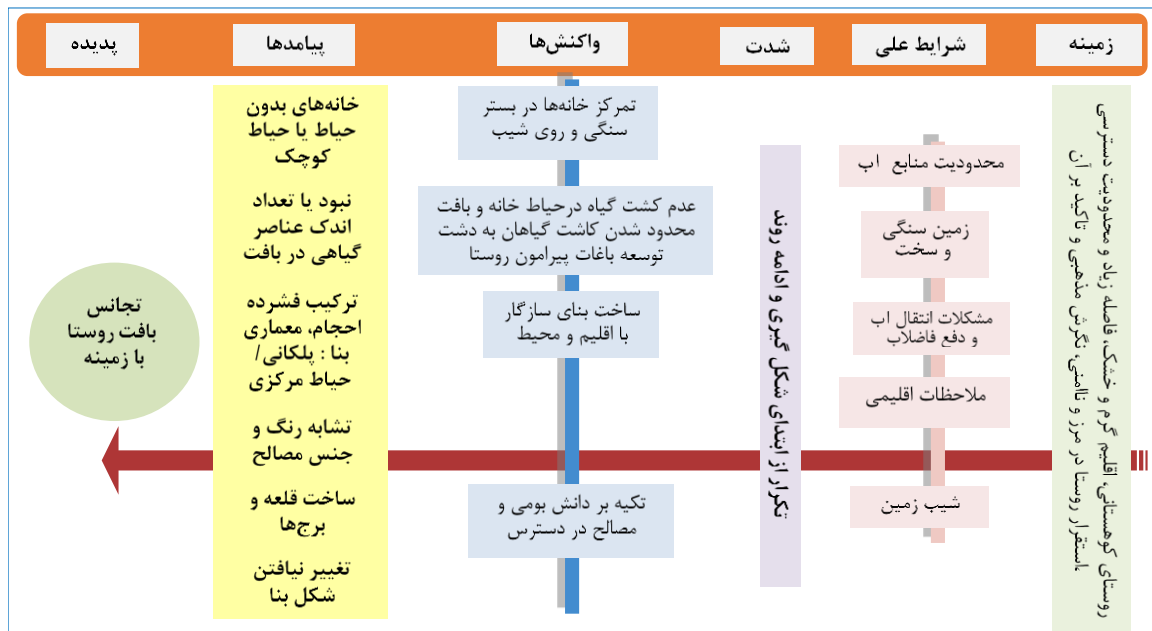 زمینه
شرایط علی
شدت
واکنش‌ها
پیامدها
پدیده
روستای کوهستانی، اقلیم گرم و خشک، فاصله زیاد و محدودیت دسترسی
،استقرار روستا در مرز و ناامنی، نگرش مذهبی و تاکید بر آن
محدودیت منابع اب
زمین سنگی
و سخت
مشکلات انتقال اب
و دفع فاضلاب
ملاحظات اقلیمی
شیب زمین
تکرار از ابتدای شکل گیری و ادامه روند
تمرکز خانه‌ها در بستر
سنگی و روی شیب
عدم کشت گیاه درحیاط خانه و بافت
محدود شدن کاشت گیاهان به دشت
توسعه باغات پیرامون روستا
ساخت بنای سازگار
با اقلیم و محیط
تکیه بر دانش بومی و
مصالح در دسترس
خانه‌های بدون
حیاط یا حیاط
کوچک
نبود یا تعداد
اندک عناصر
گیاهی در بافت
ترکیب فشرده
احجام، معماری
بنا : پلکانی/
حیاط مرکزی
تشابه رنگ و
جنس مصالح
ساخت قلعه و
برج‌ها
تغییر نیافتن
شکل بنا
تجانس
بافت روستا
با زمینه